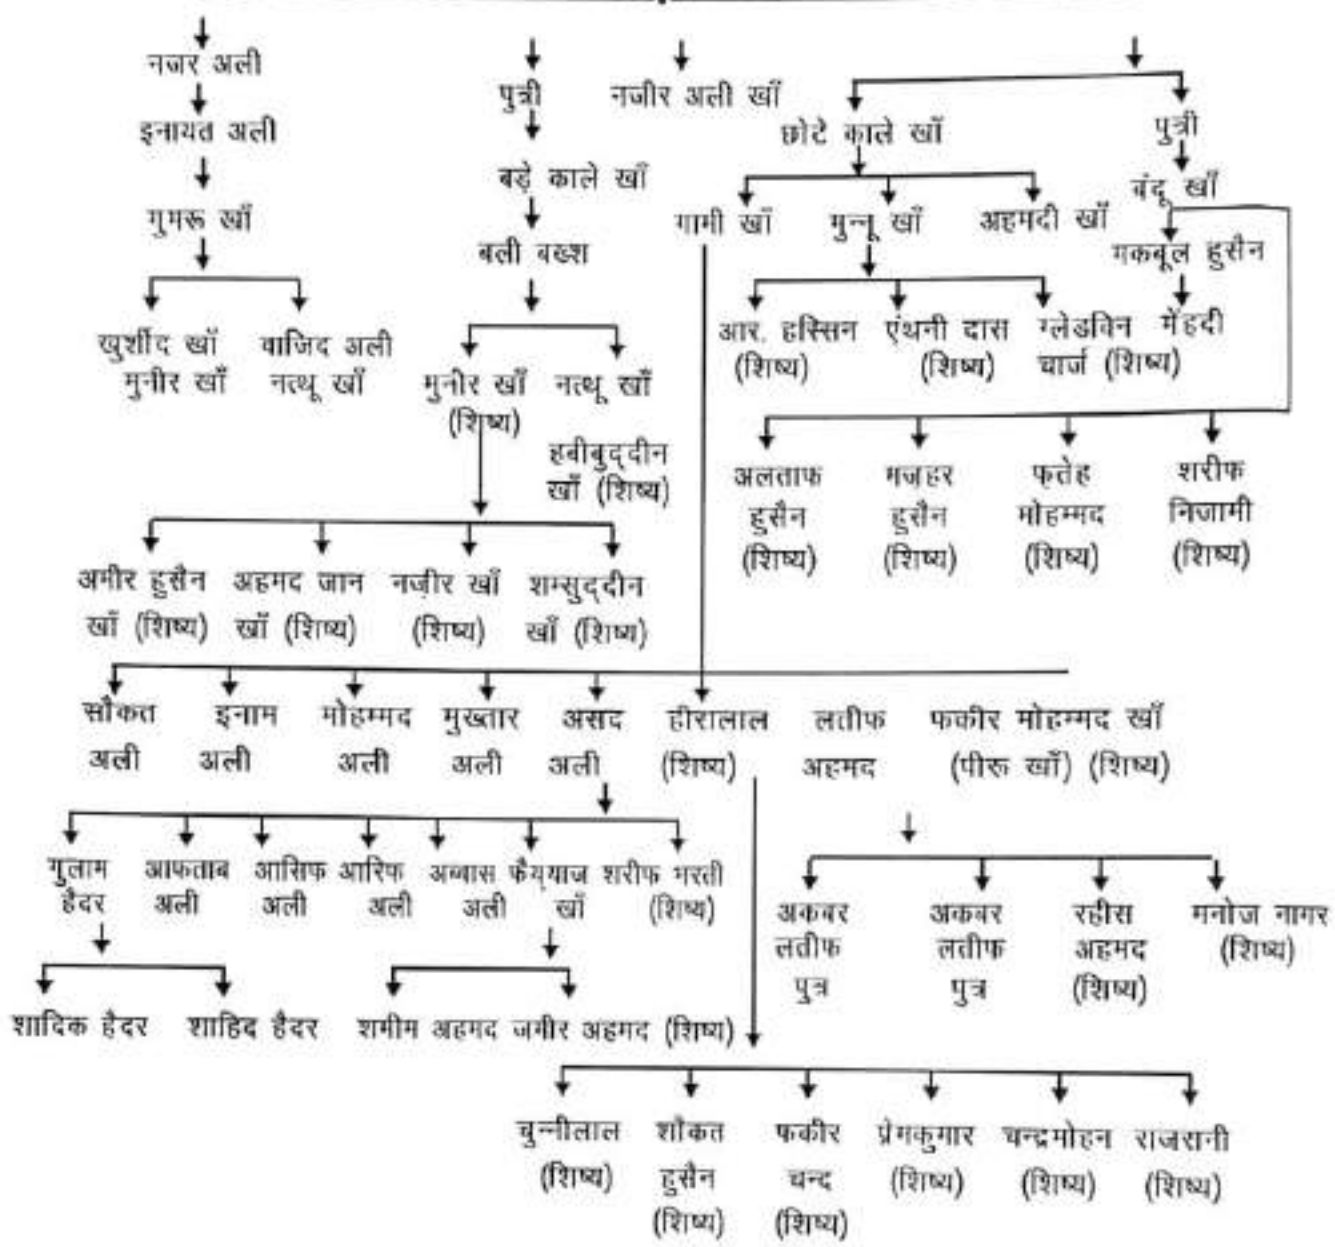 नजर अली
पुत्री
नजीर अली खाँ
इनायत अली
छोटे काले खाँ
पुत्री
बड़े काले खाँ
बंदू खाँ
गुमरू खाँ
गामी खाँ
मुन्नू खाँ
अहमदी खाँ
बली बख्श
मकबूल हुसैन
खुर्शीद खाँ
वाजिद अली
मुनीर खाँ
नत्थू खाँ
आर. हस्सिन
(शिष्य)
एंथनी दास
(शिष्य)
ग्लेडविन
चार्ज (शिष्य)
मेंहदी
मुनीर खाँ
(शिष्य)
नत्थू खाँ
हबीबुद्दीन
खाँ (शिष्य)
अलताफ
हुसैन
(शिष्य)
मज़हर
हुसैन
(शिष्य)
फ़तेह
मोहम्मद
(शिष्य)
शरीफ
निजामी
(शिष्य)
अमीर हुसैन
खाँ (शिष्य)
अहमद जान
खाँ (शिष्य)
नज़ीर खाँ
(शिष्य)
शम्सुद्दीन
खाँ (शिष्य)
सौकत
अली
इनाम
अली
मोहम्मद
अली
मुख्तार
अली
असद
अली
हीरालाल
(शिष्य)
लतीफ
अहमद
फकीर मोहम्मद खाँ
(पीरू खाँ) (शिष्य)
गुलाम
हैदर
आफताब
अली
आसिफ
अली
आरिफ
अली
अब्बास
अली
फैय्याज
खाँ
शरीफ भरती
(शिष्य)
अकबर
लतीफ
पुत्र
अकबर
लतीफ
पुत्र
रहीस
अहमद
(शिष्य)
मनोज नागर
(शिष्य)
शादिक हैदर
शाहिद हैदर
शमीम अहमद
जमीर अहमद (शिष्य)
चुन्नीलाल
(शिष्य)
शौकत
हुसैन
(शिष्य)
फकीर
चन्द
(शिष्य)
प्रेमकुमार
(शिष्य)
चन्द्रमोहन
(शिष्य)
राजरानी
(शिष्य)